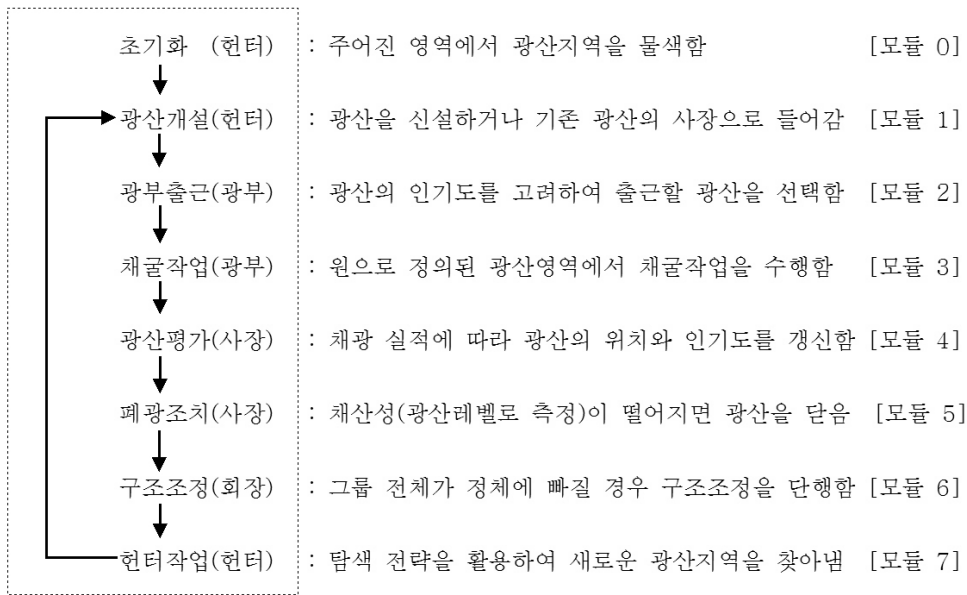 초기화 (헌터) : 주어진 영역에서 광산지역을 물색함 [모듈 0]
광산개설(헌터) : 광산을 신설하거나 기존 광산의 사장으로 들어감 [모듈 1]
광부출근(광부) : 광산의 인기도를 고려하여 출근할 광산을 선택함 [모듈 2]
채굴작업(광부) : 원으로 정의된 광산영역에서 채굴작업을 수행함 [모듈 3]
광산평가(사장) : 채광 실적에 따라 광산의 위치와 인기도를 갱신함 [모듈 4]
폐광조치(사장) : 채산성(광산레벨로 측정)이 떨어지면 광산을 닫음 [모듈 5]
구조조정(회장) : 그룹 전체가 정체에 빠질 경우 구조조정을 단행함 [모듈 6]
헌터작업(헌터) : 탐색 전략을 활용하여 새로운 광산지역을 찾아냄 [모듈 7]